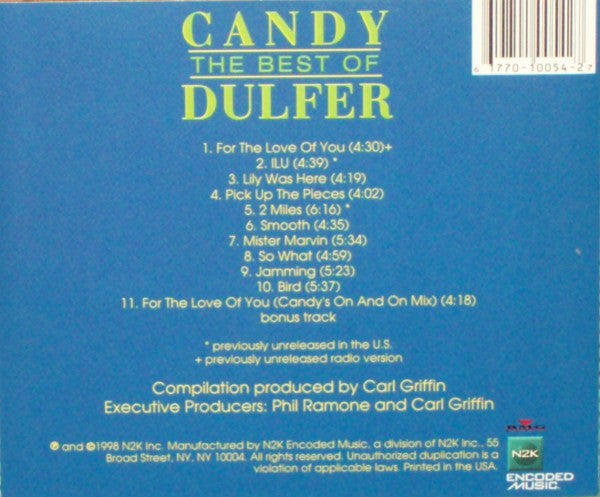 CANDY
THE BEST OF
DULFER
6 1770-10054-2 7
1. For The Love Of You (4:30)+
2. ILU (4:39) *
3. Lily Was Here (4:19)
4. Pick Up The Pieces (4:02)
5. 2 Miles (6:16) *
6. Smooth (4:35)
7. Mister Marvin (5:34)
8. So What (4:59)
9. Jamming (5:23)
10. Bird (5:37)
11. For The Love Of You (Candy's On And On Mix) (4:18)
bonus track
* previously unreleased in the U.S.
+ previously unreleased radio version
Compilation produced by Carl Griffin
Executive Producers: Phil Ramone and Carl Griffin
℗ and ©1998 N2K Inc. Manufactured by N2K Encoded Music, a division of N2K Inc., 55
Broad Street, NY, NY 10004. All rights reserved. Unauthorized duplication is a
violation of applicable laws. Printed in the USA.
BMG
N2K
ENCODED
MUSIC